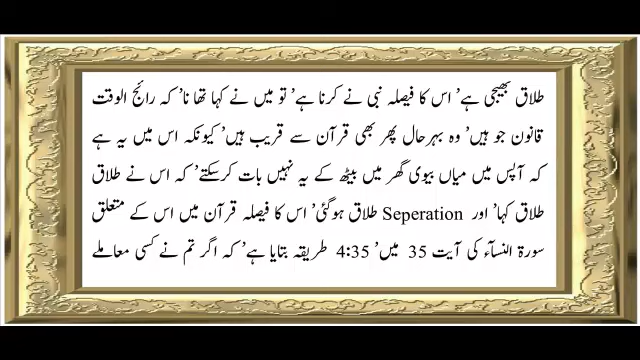 طلاق بھیجی ہے' اس کا فیصلہ نبی نے کرنا ہے' تو میں نے کہا تھا نا' کہ رائج الوقت
قانون جو ہیں' وہ بہرحال پھر بھی قرآن سے قریب ہیں' کیونکہ اس میں یہ ہے
کہ آپس میں میاں بیوی گھر میں بیٹھ کے یہ نہیں بات کرسکتے' کہ اس نے طلاق
طلاق کہا' اور Seperation طلاق ہوگئی' اس کا فیصلہ قرآن میں اس کے متعلق
سورۃ النسآء کی آیت 35 میں' 4:35 طریقہ بتایا ہے' کہ اگر تم نے کسی معاملے